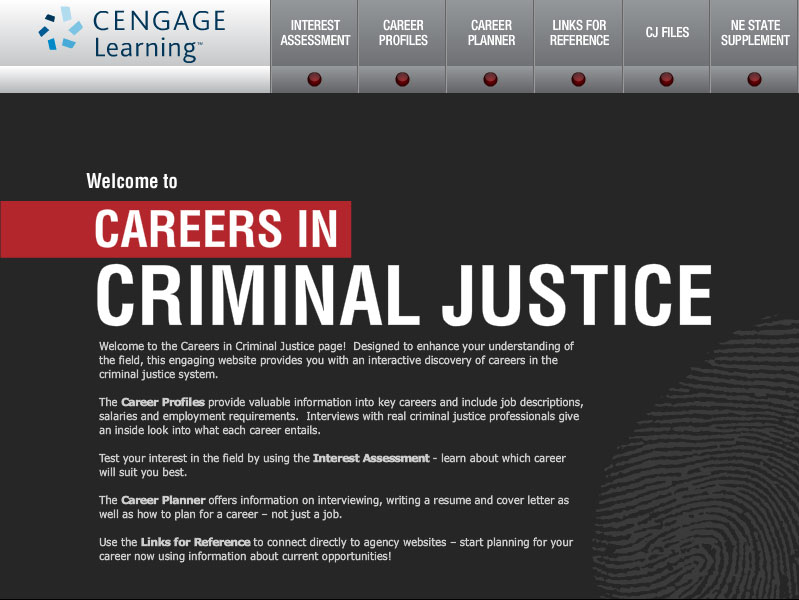 CENGAGE
Learning™
INTEREST
ASSESSMENT
CAREER
PROFILES
CAREER
PLANNER
LINKS FOR
REFERENCE
CJ FILES
NE STATE
SUPPLEMENT
Welcome to
CAREERS IN
CRIMINAL JUSTICE
Welcome to the Careers in Criminal Justice page! Designed to enhance your understanding of
the field, this engaging website provides you with an interactive discovery of careers in the
criminal justice system.
The Career Profiles provide valuable information into key careers and include job descriptions,
salaries and employment requirements. Interviews with real criminal justice professionals give
an inside look into what each career entails.
Test your interest in the field by using the Interest Assessment - learn about which career
will suit you best.
The Career Planner offers information on interviewing, writing a resume and cover letter as
well as how to plan for a career – not just a job.
Use the Links for Reference to connect directly to agency websites – start planning for your
career now using information about current opportunities!